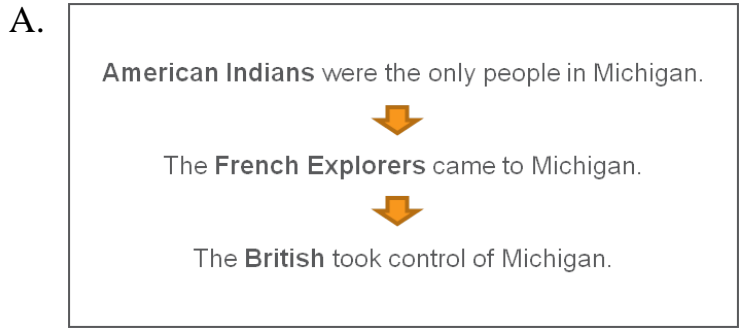 A.
American Indians were the only people in Michigan.
The French Explorers came to Michigan.
The British took control of Michigan.